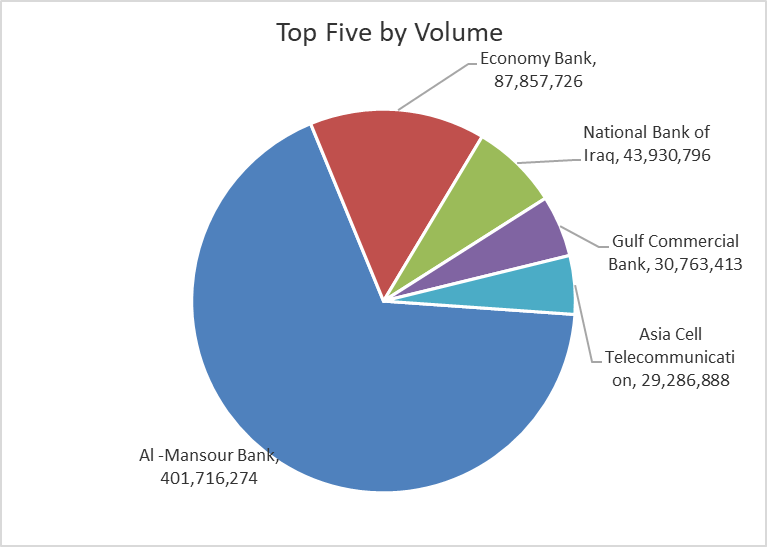 Top Five by Volume
Economy Bank,
87,857,726
National Bank of
Iraq, 43,930,796
Gulf Commercial
Bank, 30,763,413
Asia Cell
Telecommunicati
on, 29,286,888
Al -Mansour Bank,
401,716,274